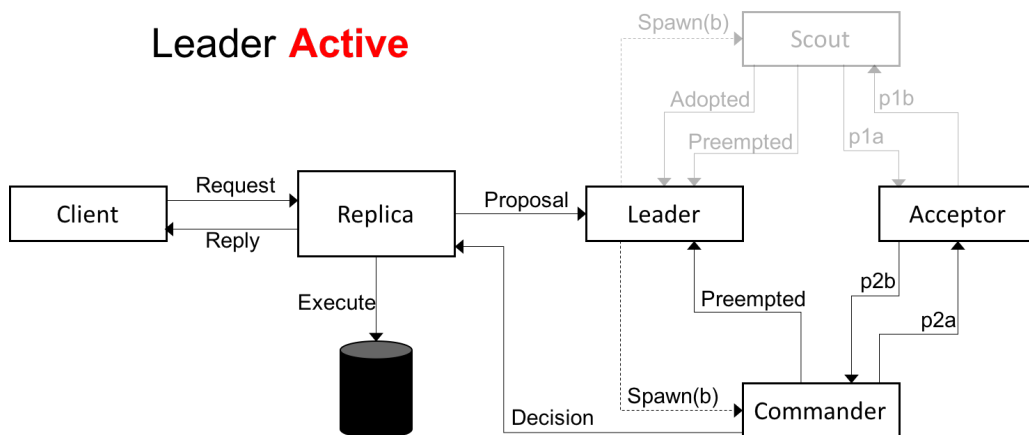 Leader Active
Spawn(b)
Scout
Adopted
p1b
Preempted
p1a
Request
Client
Replica
Proposal
Leader
Acceptor
Reply
Execute
Preempted
p2b
p2a
Spawn(b)
Decision
Commander